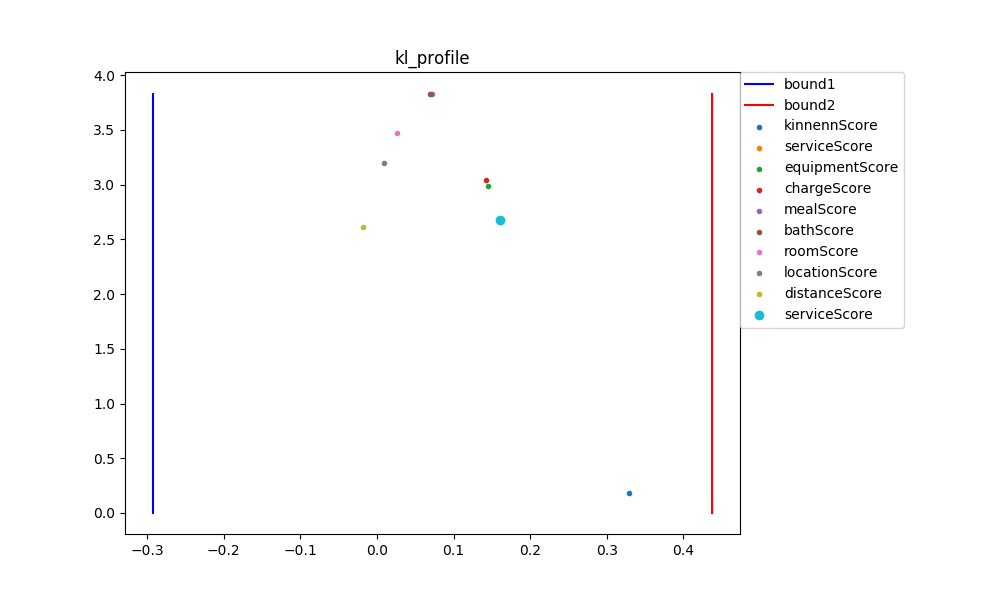 kl_profile
4.0
3.5
3.0
2.5
2.0
1.5
1.0
0.5
0.0
−0.3 −0.2 −0.1 0.0 0.1 0.2 0.3 0.4
bound1
bound2
kinnennScore
serviceScore
equipmentScore
chargeScore
mealScore
bathScore
roomScore
locationScore
distanceScore
serviceScore